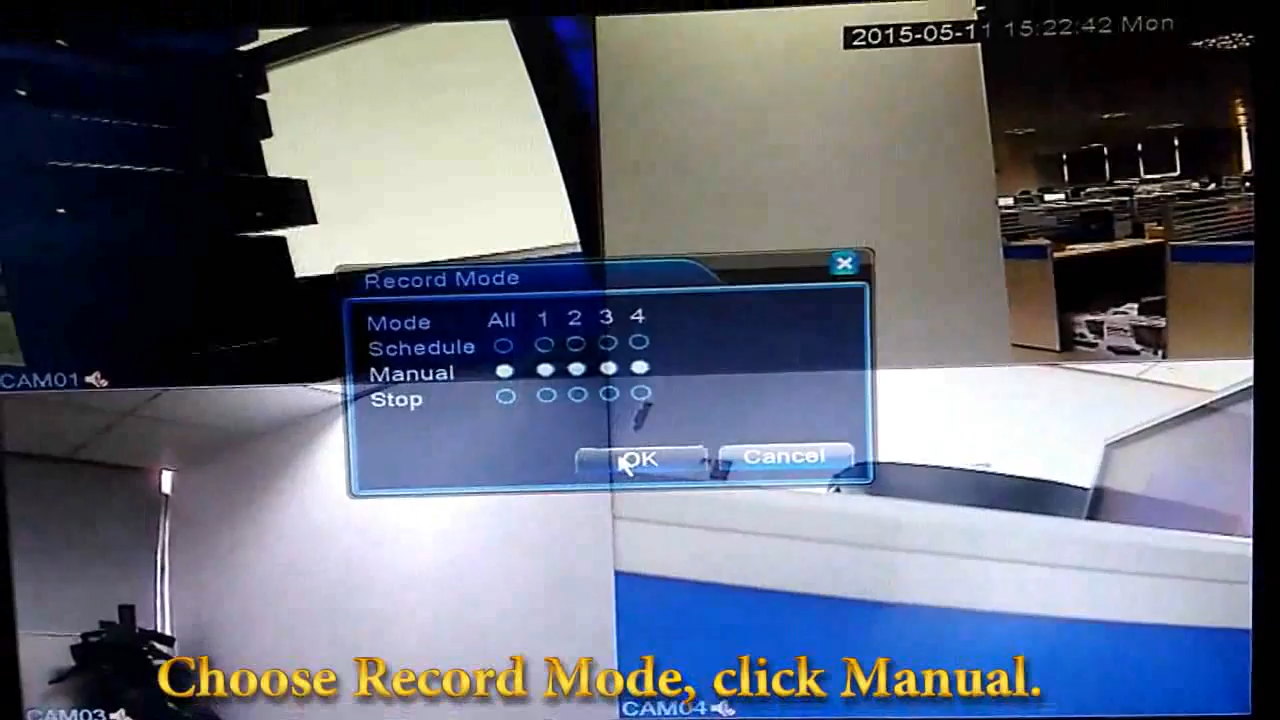 2015-05-11 15:22:42 Mon
Record Mode
Mode All 1 2 3 4
Schedule
Manual
Stop
OK Cancel
CAM01
Choose Record Mode, click Manual.
CAM03
CAM04